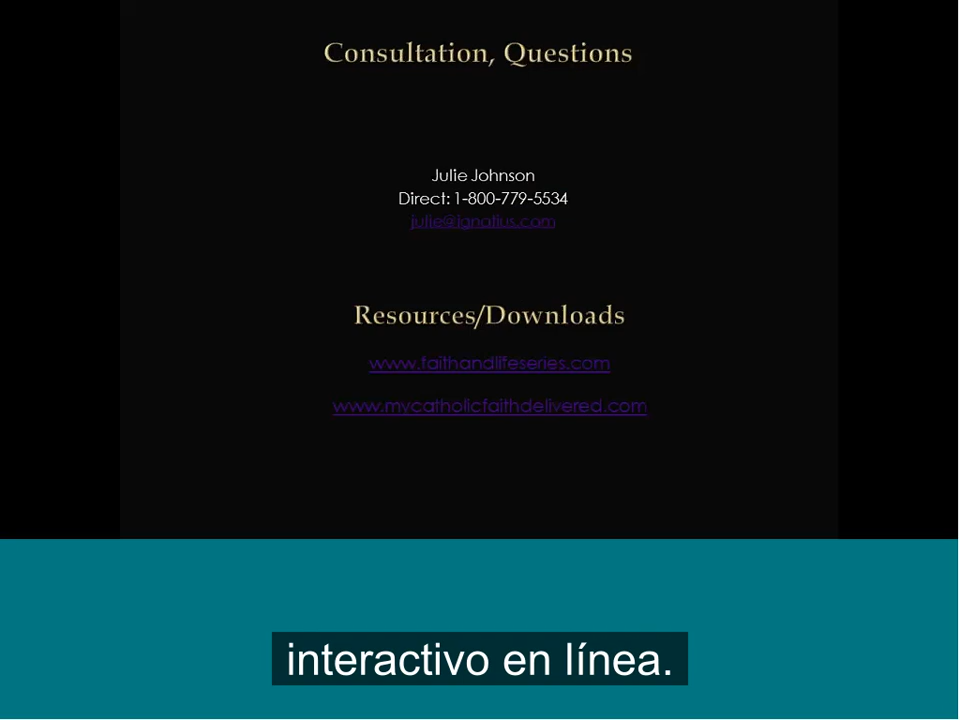 Consultation, Questions
Julie Johnson
Direct: 1-800-779-5534
julie@ignatius.com
Resources/Downloads
www.faithandlifeseries.com
www.mycatholicfaithdelivered.com
interactivo en línea.